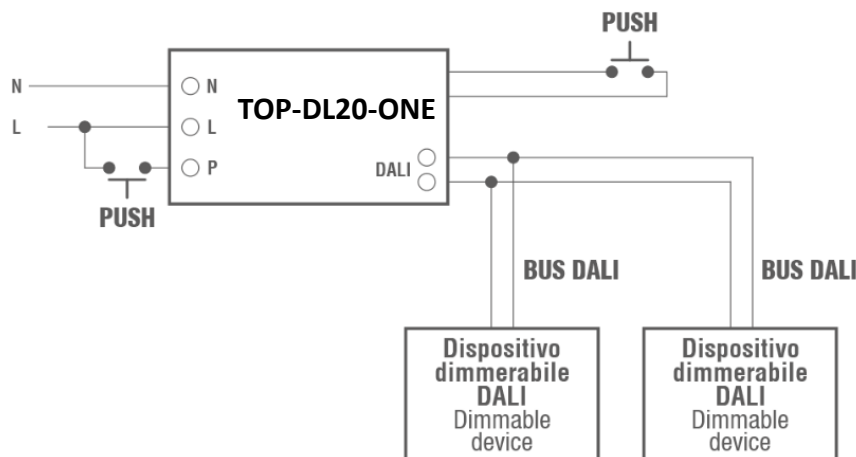 PUSH
N
N
TOP-DL20-ONE
L
L
P
DALI
PUSH
BUS DALI
BUS DALI
Dispositivo
dimmerabile
DALI
Dimmable
device
Dispositivo
dimmerabile
DALI
Dimmable
device